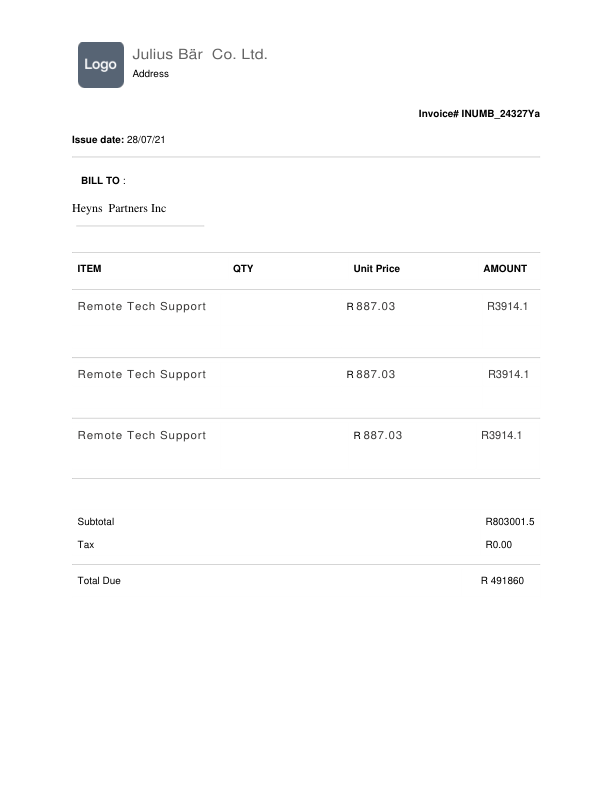 Logo
Julius Bär Co. Ltd.
Address
Invoice# INUMB_24327Ya
Issue date: 28/07/21
BILL TO :
Heyns Partners Inc
ITEM QTY Unit Price AMOUNT
Remote Tech Support R 887.03 R3914.1
Remote Tech Support R 887.03 R3914.1
Remote Tech Support R 887.03 R3914.1
Subtotal R803001.5
Tax R0.00
Total Due R 491860